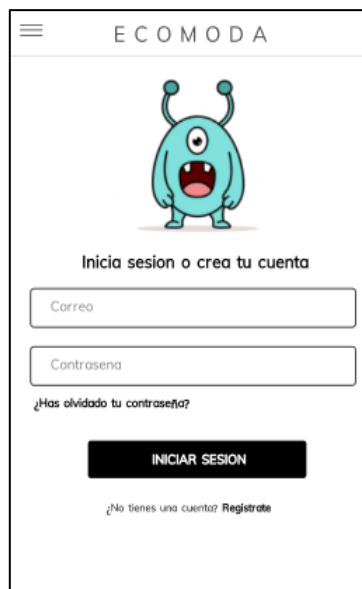 ECOMODA
Inicia sesion o crea tu cuenta
Correo
Contrasena
¿Has olvidado tu contraseña?
INICIAR SESION
¿No tienes una cuenta? Registrate